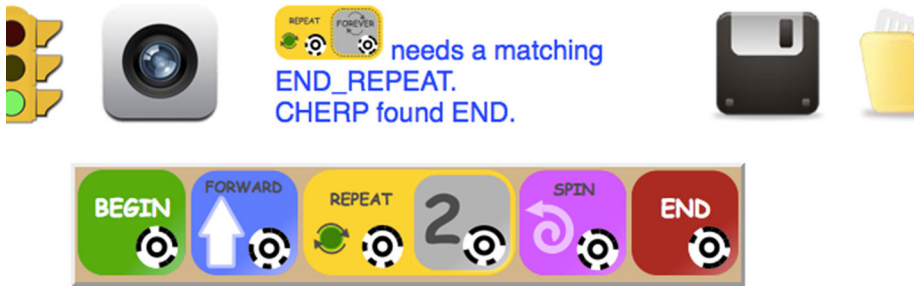 REPEAT FOREVER needs a matching
END_REPEAT.
CHERP found END.
BEGIN FORWARD REPEAT 2 SPIN END